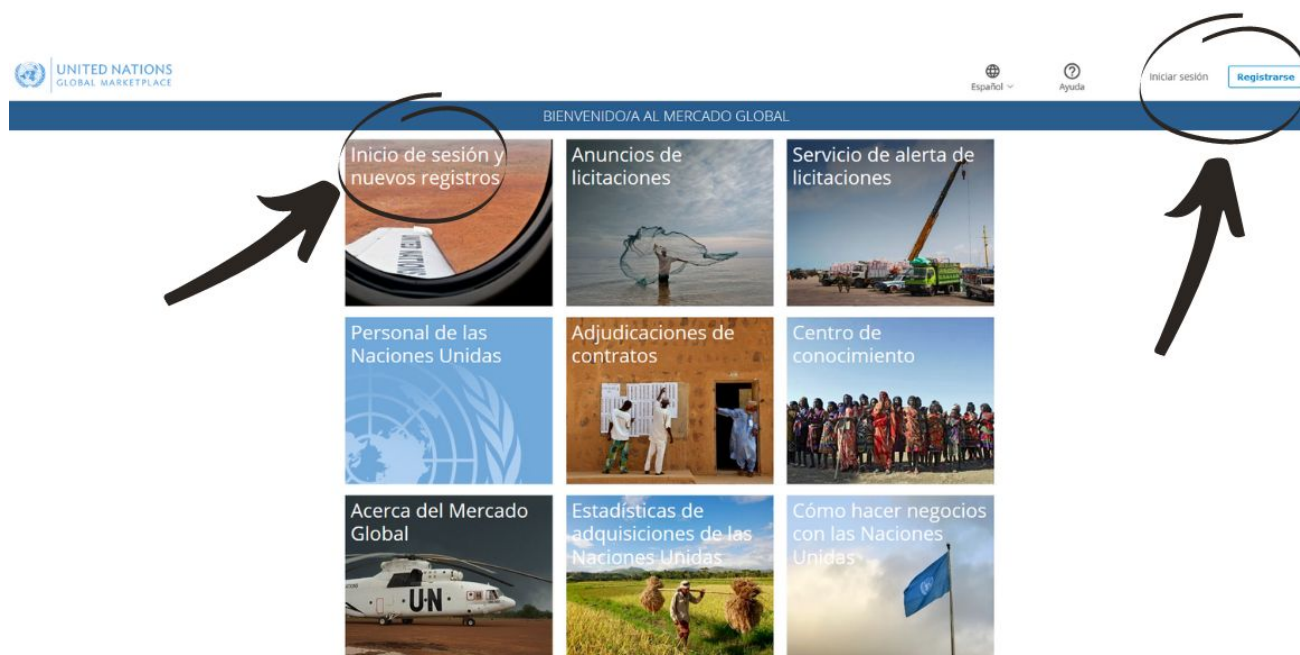 UNITED NATIONS
GLOBAL MARKETPLACE
Español
Ayuda
Iniciar sesión
Registrarse
BIENVENIDO/A AL MERCADO GLOBAL
Inicio de sesión y
nuevos registros
UNITED NATIONS
Anuncios de
licitaciones
Servicio de alerta de
licitaciones
Personal de las
Naciones Unidas
Adjudicaciones de
contratos
Centro de
conocimiento
Acerca del Mercado
Global
UN
Estadísticas de
adquisiciones de las
Naciones Unidas
Cómo hacer negocios
con las Naciones
Unidas